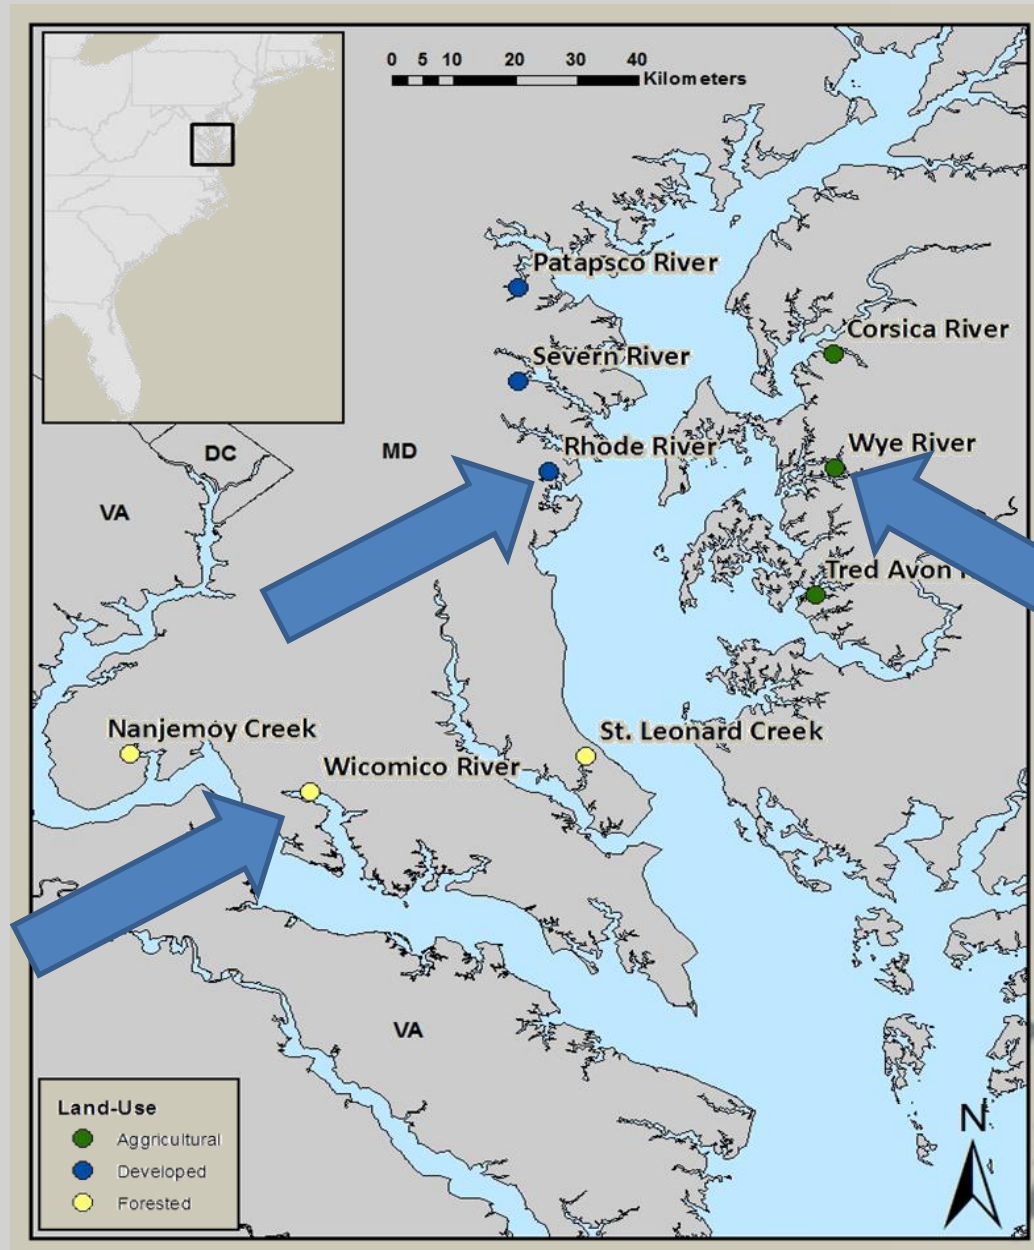 0 5 10 20 30 40
Kilometers
Patapsco River
Corsica River
Severn River
Rhode River
Wye River
DC
MD
VA
Tred Avon
Nanjemoy Creek
St. Leonard Creek
Wicomico River
VA
Land-Use
Aggricultural
Developed
Forested
N